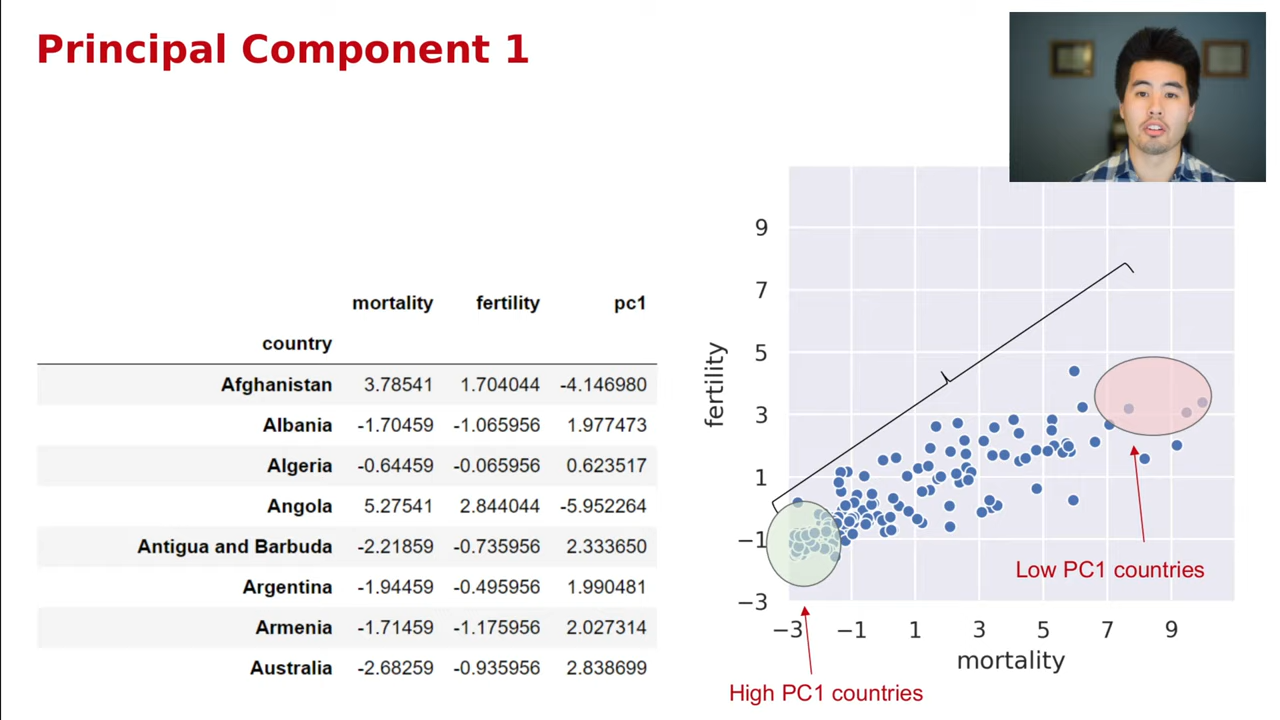 Principal Component 1
mortality fertility pc1
country
Afghanistan 3.78541 1.704044 -4.146980
Albania -1.70459 -1.065956 1.977473
Algeria -0.64459 -0.065956 0.623517
Angola 5.27541 2.844044 -5.952264
Antigua and Barbuda -2.21859 -0.735956 2.333650
Argentina -1.94459 -0.495956 1.990481
Armenia -1.71459 -1.175956 2.027314
Australia -2.68259 -0.935956 2.838699
fertility
9
7
5
3
1
−1
−3
−3 −1 1 3 5 7 9
mortality
Low PC1 countries
High PC1 countries